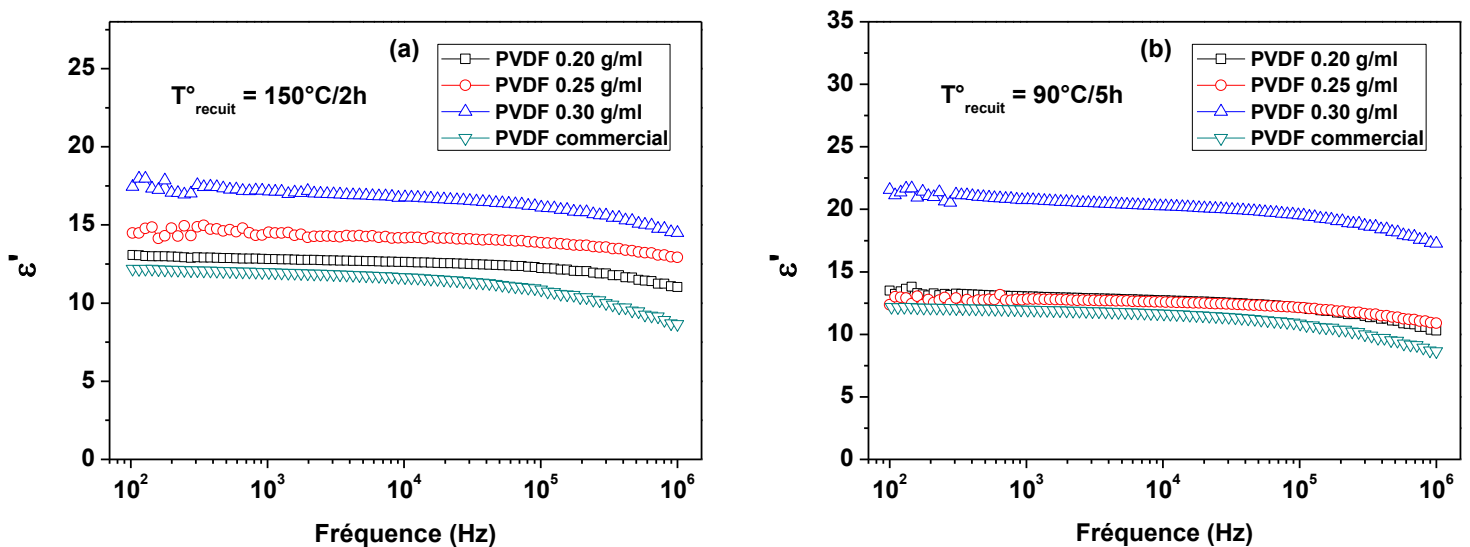 (a)
PVDF 0.20 g/ml
PVDF 0.25 g/ml
PVDF 0.30 g/ml
PVDF commercial
T°recuit = 150°C/2h
25
20
15
10
5
0
ε'
10² 10³ 10⁴ 10⁵ 10⁶
Fréquence (Hz)
(b)
PVDF 0.20 g/ml
PVDF 0.25 g/ml
PVDF 0.30 g/ml
PVDF commercial
T°recuit = 90°C/5h
35
30
25
20
15
10
5
0
ε'
10² 10³ 10⁴ 10⁵ 10⁶
Fréquence (Hz)